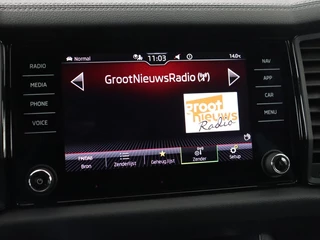 RADIO
MEDIA
PHONE
VOICE
NAV
APP
CAR
MENU
Normal
11:03
14.0
GrootNieuwsRadio
Groot
Nieuws
Radio
Bron
Zenderlijst
Geheug.lijst
Zender
Setup